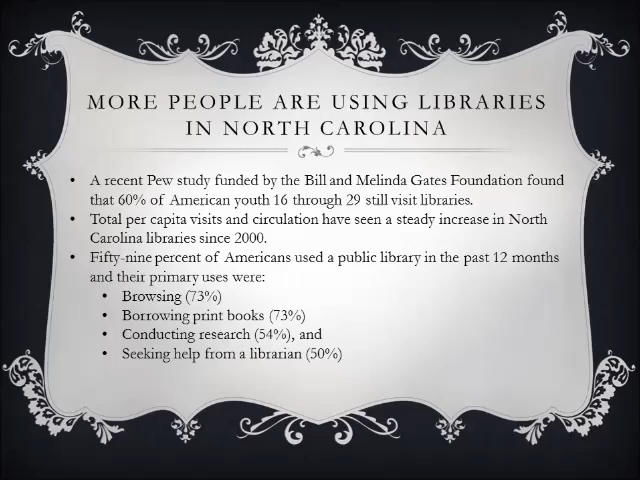 MORE PEOPLE ARE USING LIBRARIES
IN NORTH CAROLINA
• A recent Pew study funded by the Bill and Melinda Gates Foundation found
that 60% of American youth 16 through 29 still visit libraries.
• Total per capita visits and circulation have seen a steady increase in North
Carolina libraries since 2000.
• Fifty-nine percent of Americans used a public library in the past 12 months
and their primary uses were:
• Browsing (73%)
• Borrowing print books (73%)
• Conducting research (54%), and
• Seeking help from a librarian (50%)